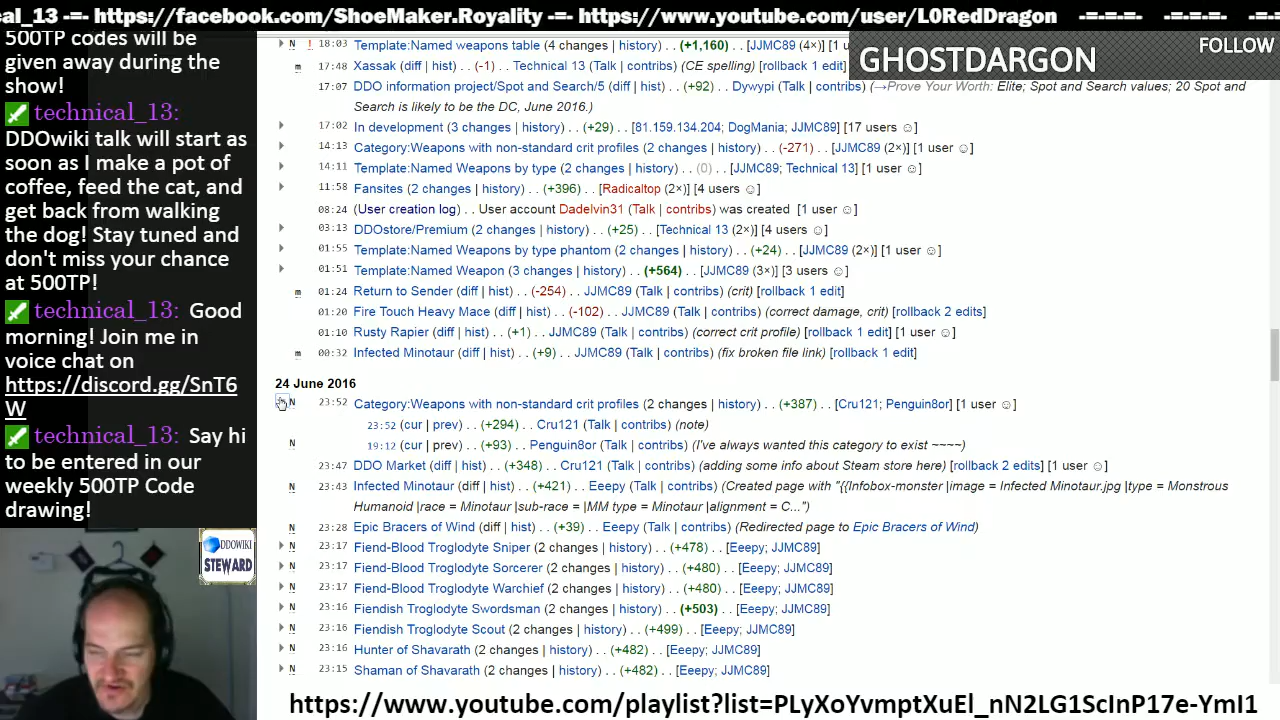 al_13 -=- https://facebook.com/ShoeMaker.Royality -=- https://www.youtube.com/user/L0RedDragon -=-=-=-
500TP codes will be
given away during the
show!
technical_13:
DDOwiki talk will start as
soon as I make a pot of
coffee, feed the cat, and
get back from walking
the dog! Stay tuned and
don't miss your chance
at 500TP!
technical_13: Good
morning! Join me in
voice chat on
https://discord.gg/SnT6
W
technical_13: Say hi
to be entered in our
weekly 500TP Code
drawing!
DDOWIKI
STEWARD
GHOSTDARGON
FOLLOW
N ! 18:03 Template:Named weapons table (4 changes | history) . . (+1,160) . . [JJMC89 (4×)] [1 u
m 17:48 Xassak (diff | hist) . . (-1) . . Technical 13 (Talk | contribs) (CE spelling) [rollback 1 edit]
17:07 DDO information project/Spot and Search/5 (diff | hist) . . (+92) . . Dywypi (Talk | contribs) (→Prove Your Worth: Elite; Spot and Search values; 20 Spot and
Search is likely to be the DC, June 2016.)
17:02 In development (3 changes | history) . . (+29) . . [81.159.134.204; DogMania; JJMC89] [17 users ☺]
14:13 Category:Weapons with non-standard crit profiles (2 changes | history) . . (-271) . . [JJMC89 (2×)] [1 user ☺]
14:11 Template:Named Weapons by type (2 changes | history) . . (0) . . [JJMC89; Technical 13] [1 user ☺]
11:58 Fansites (2 changes | history) . . (+396) . . [Radicaltop (2×)] [4 users ☺]
08:24 (User creation log) . . User account Dadelvin31 (Talk | contribs) was created [1 user ☺]
03:13 DDOstore/Premium (2 changes | history) . . (+25) . . [Technical 13 (2×)] [4 users ☺]
01:55 Template:Named Weapons by type phantom (2 changes | history) . . (+24) . . [JJMC89 (2×)] [1 user ☺]
01:51 Template:Named Weapon (3 changes | history) . . (+564) . . [JJMC89 (3×)] [3 users ☺]
m 01:24 Return to Sender (diff | hist) . . (-254) . . JJMC89 (Talk | contribs) (crit) [rollback 1 edit]
01:20 Fire Touch Heavy Mace (diff | hist) . . (-102) . . JJMC89 (Talk | contribs) (correct damage, crit) [rollback 2 edits]
01:10 Rusty Rapier (diff | hist) . . (+1) . . JJMC89 (Talk | contribs) (correct crit profile) [rollback 1 edit] [1 user ☺]
m 00:32 Infected Minotaur (diff | hist) . . (+9) . . JJMC89 (Talk | contribs) (fix broken file link) [rollback 1 edit]
24 June 2016
N 23:52 Category:Weapons with non-standard crit profiles (2 changes | history) . . (+387) . . [Cru121; Penguin8or] [1 user ☺]
23:52 (cur | prev) . . (+294) . . Cru121 (Talk | contribs) (note)
N 19:12 (cur | prev) . . (+93) . . Penguin8or (Talk | contribs) (I've always wanted this category to exist ~~~~)
23:47 DDO Market (diff | hist) . . (+348) . . Cru121 (Talk | contribs) (adding some info about Steam store here) [rollback 2 edits] [1 user ☺]
N 23:43 Infected Minotaur (diff | hist) . . (+421) . . Eeepy (Talk | contribs) (Created page with "{{Infobox-monster |image = Infected Minotaur.jpg |type = Monstrous
Humanoid |race = Minotaur |sub-race = |MM type = Minotaur |alignment = C...")
N 23:28 Epic Bracers of Wind (diff | hist) . . (+39) . . Eeepy (Talk | contribs) (Redirected page to Epic Bracers of Wind)
N 23:17 Fiend-Blood Troglodyte Sniper (2 changes | history) . . (+478) . . [Eeepy; JJMC89]
N 23:17 Fiend-Blood Troglodyte Sorcerer (2 changes | history) . . (+480) . . [Eeepy; JJMC89]
N 23:17 Fiend-Blood Troglodyte Warchief (2 changes | history) . . (+480) . . [Eeepy; JJMC89]
N 23:16 Fiendish Troglodyte Swordsman (2 changes | history) . . (+503) . . [Eeepy; JJMC89]
N 23:16 Fiendish Troglodyte Scout (2 changes | history) . . (+499) . . [Eeepy; JJMC89]
N 23:16 Hunter of Shavarath (2 changes | history) . . (+482) . . [Eeepy; JJMC89]
N 23:15 Shaman of Shavarath (2 changes | history) . . (+482) . . [Eeepy; JJMC89]
https://www.youtube.com/playlist?list=PLyXoYvmptXuEl_nN2LG1ScInP17e-YmI1